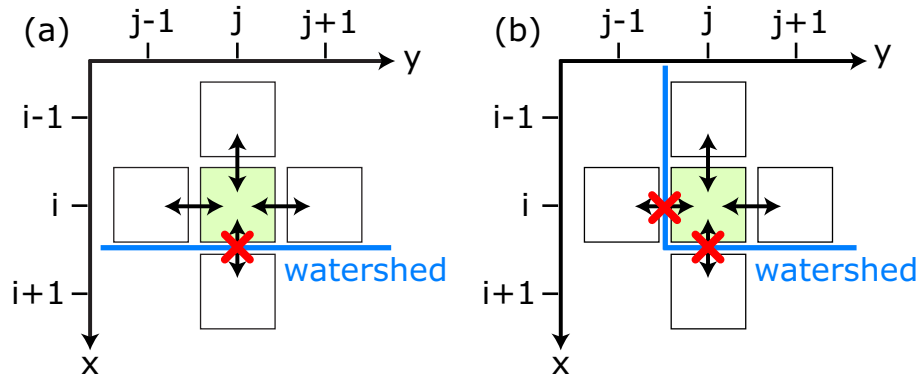 (a) j-1 j j+1
y
i-1
i
watershed
i+1
x
(b) j-1 j j+1
y
i-1
i
watershed
i+1
x